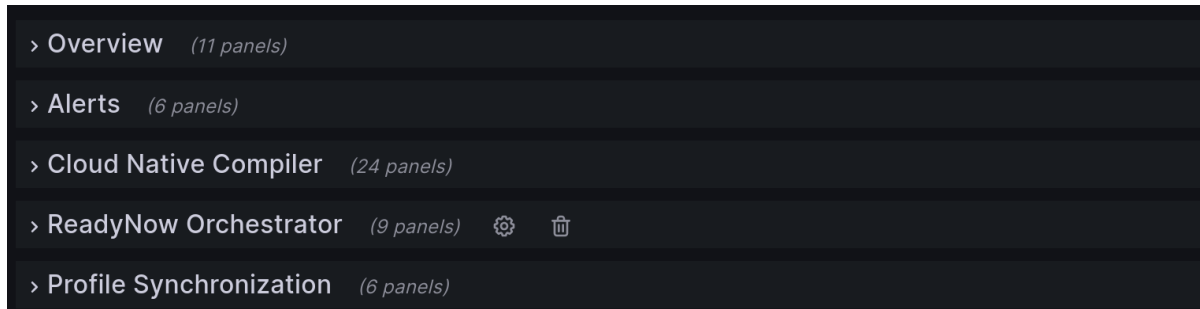 Overview (11 panels)
Alerts (6 panels)
Cloud Native Compiler (24 panels)
ReadyNow Orchestrator (9 panels)
Profile Synchronization (6 panels)